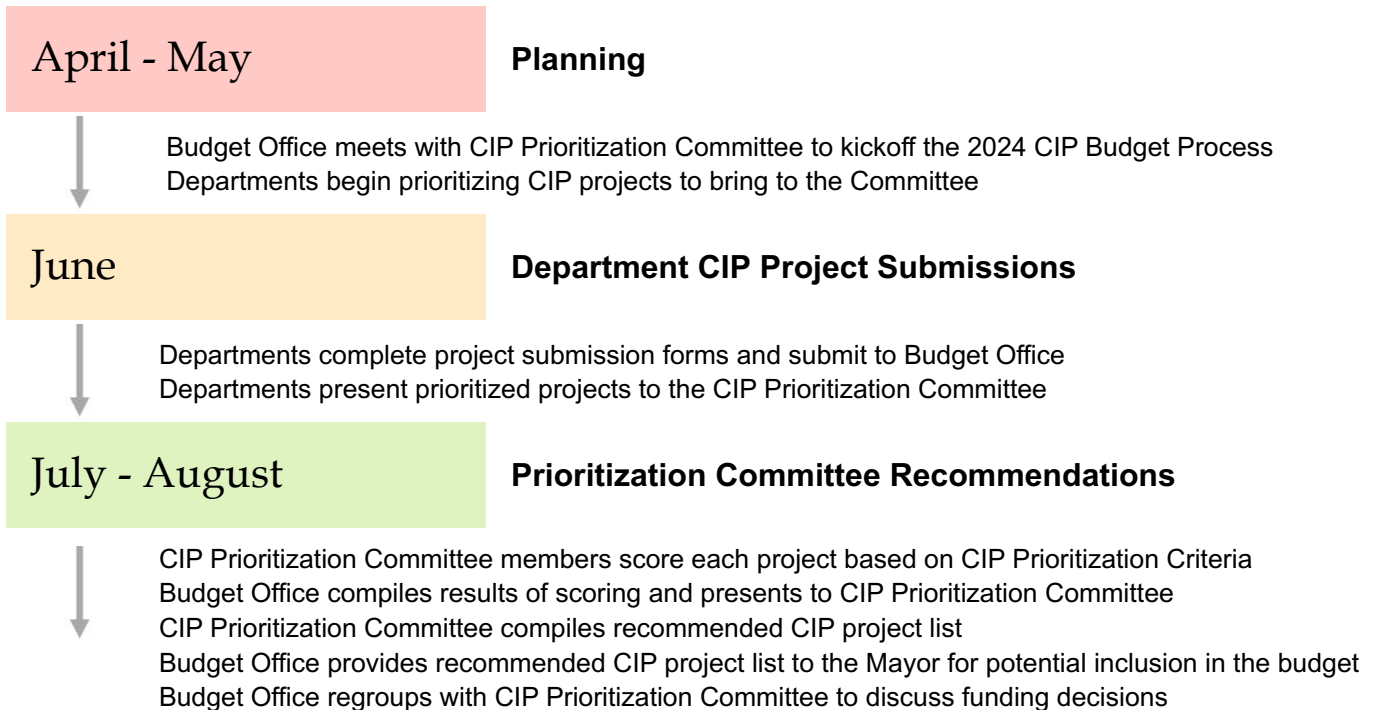 April - May
Planning
Budget Office meets with CIP Prioritization Committee to kickoff the 2024 CIP Budget Process
Departments begin prioritizing CIP projects to bring to the Committee
June
Department CIP Project Submissions
Departments complete project submission forms and submit to Budget Office
Departments present prioritized projects to the CIP Prioritization Committee
July - August
Prioritization Committee Recommendations
CIP Prioritization Committee members score each project based on CIP Prioritization Criteria
Budget Office compiles results of scoring and presents to CIP Prioritization Committee
CIP Prioritization Committee compiles recommended CIP project list
Budget Office provides recommended CIP project list to the Mayor for potential inclusion in the budget
Budget Office regroups with CIP Prioritization Committee to discuss funding decisions